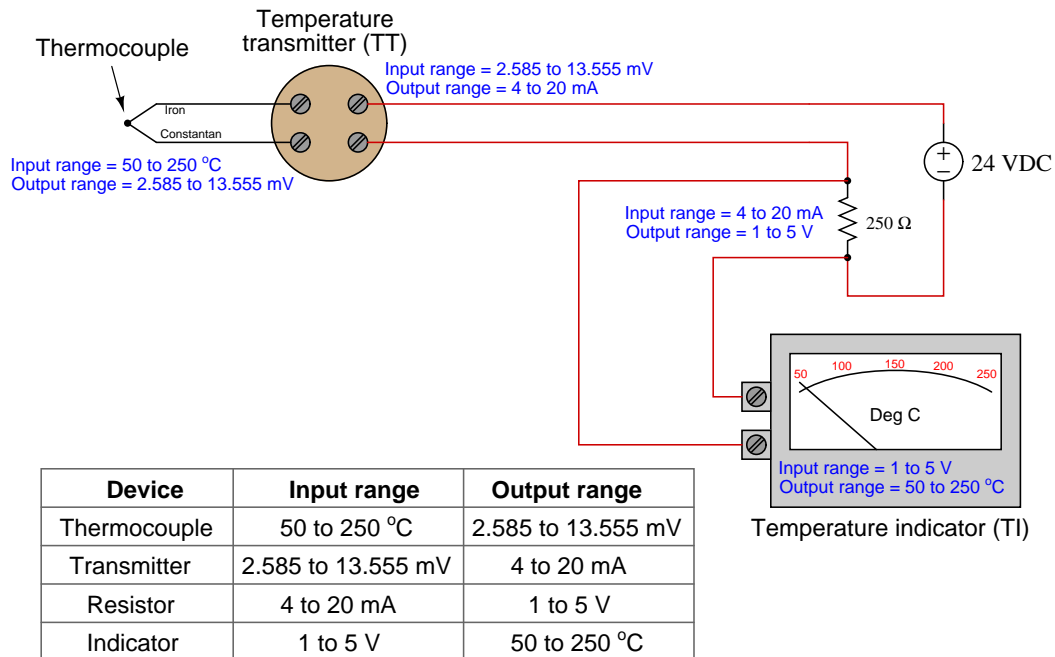 Temperature
transmitter (TT)
Thermocouple
Input range = 2.585 to 13.555 mV
Output range = 4 to 20 mA
Iron
Constantan
Input range = 50 to 250 °C
Output range = 2.585 to 13.555 mV
24 VDC
Input range = 4 to 20 mA
Output range = 1 to 5 V
250 Ω
50 100 150 200 250
Deg C
Input range = 1 to 5 V
Output range = 50 to 250 °C
Temperature indicator (TI)
Device Input range Output range
Thermocouple 50 to 250 °C 2.585 to 13.555 mV
Transmitter 2.585 to 13.555 mV 4 to 20 mA
Resistor 4 to 20 mA 1 to 5 V
Indicator 1 to 5 V 50 to 250 °C